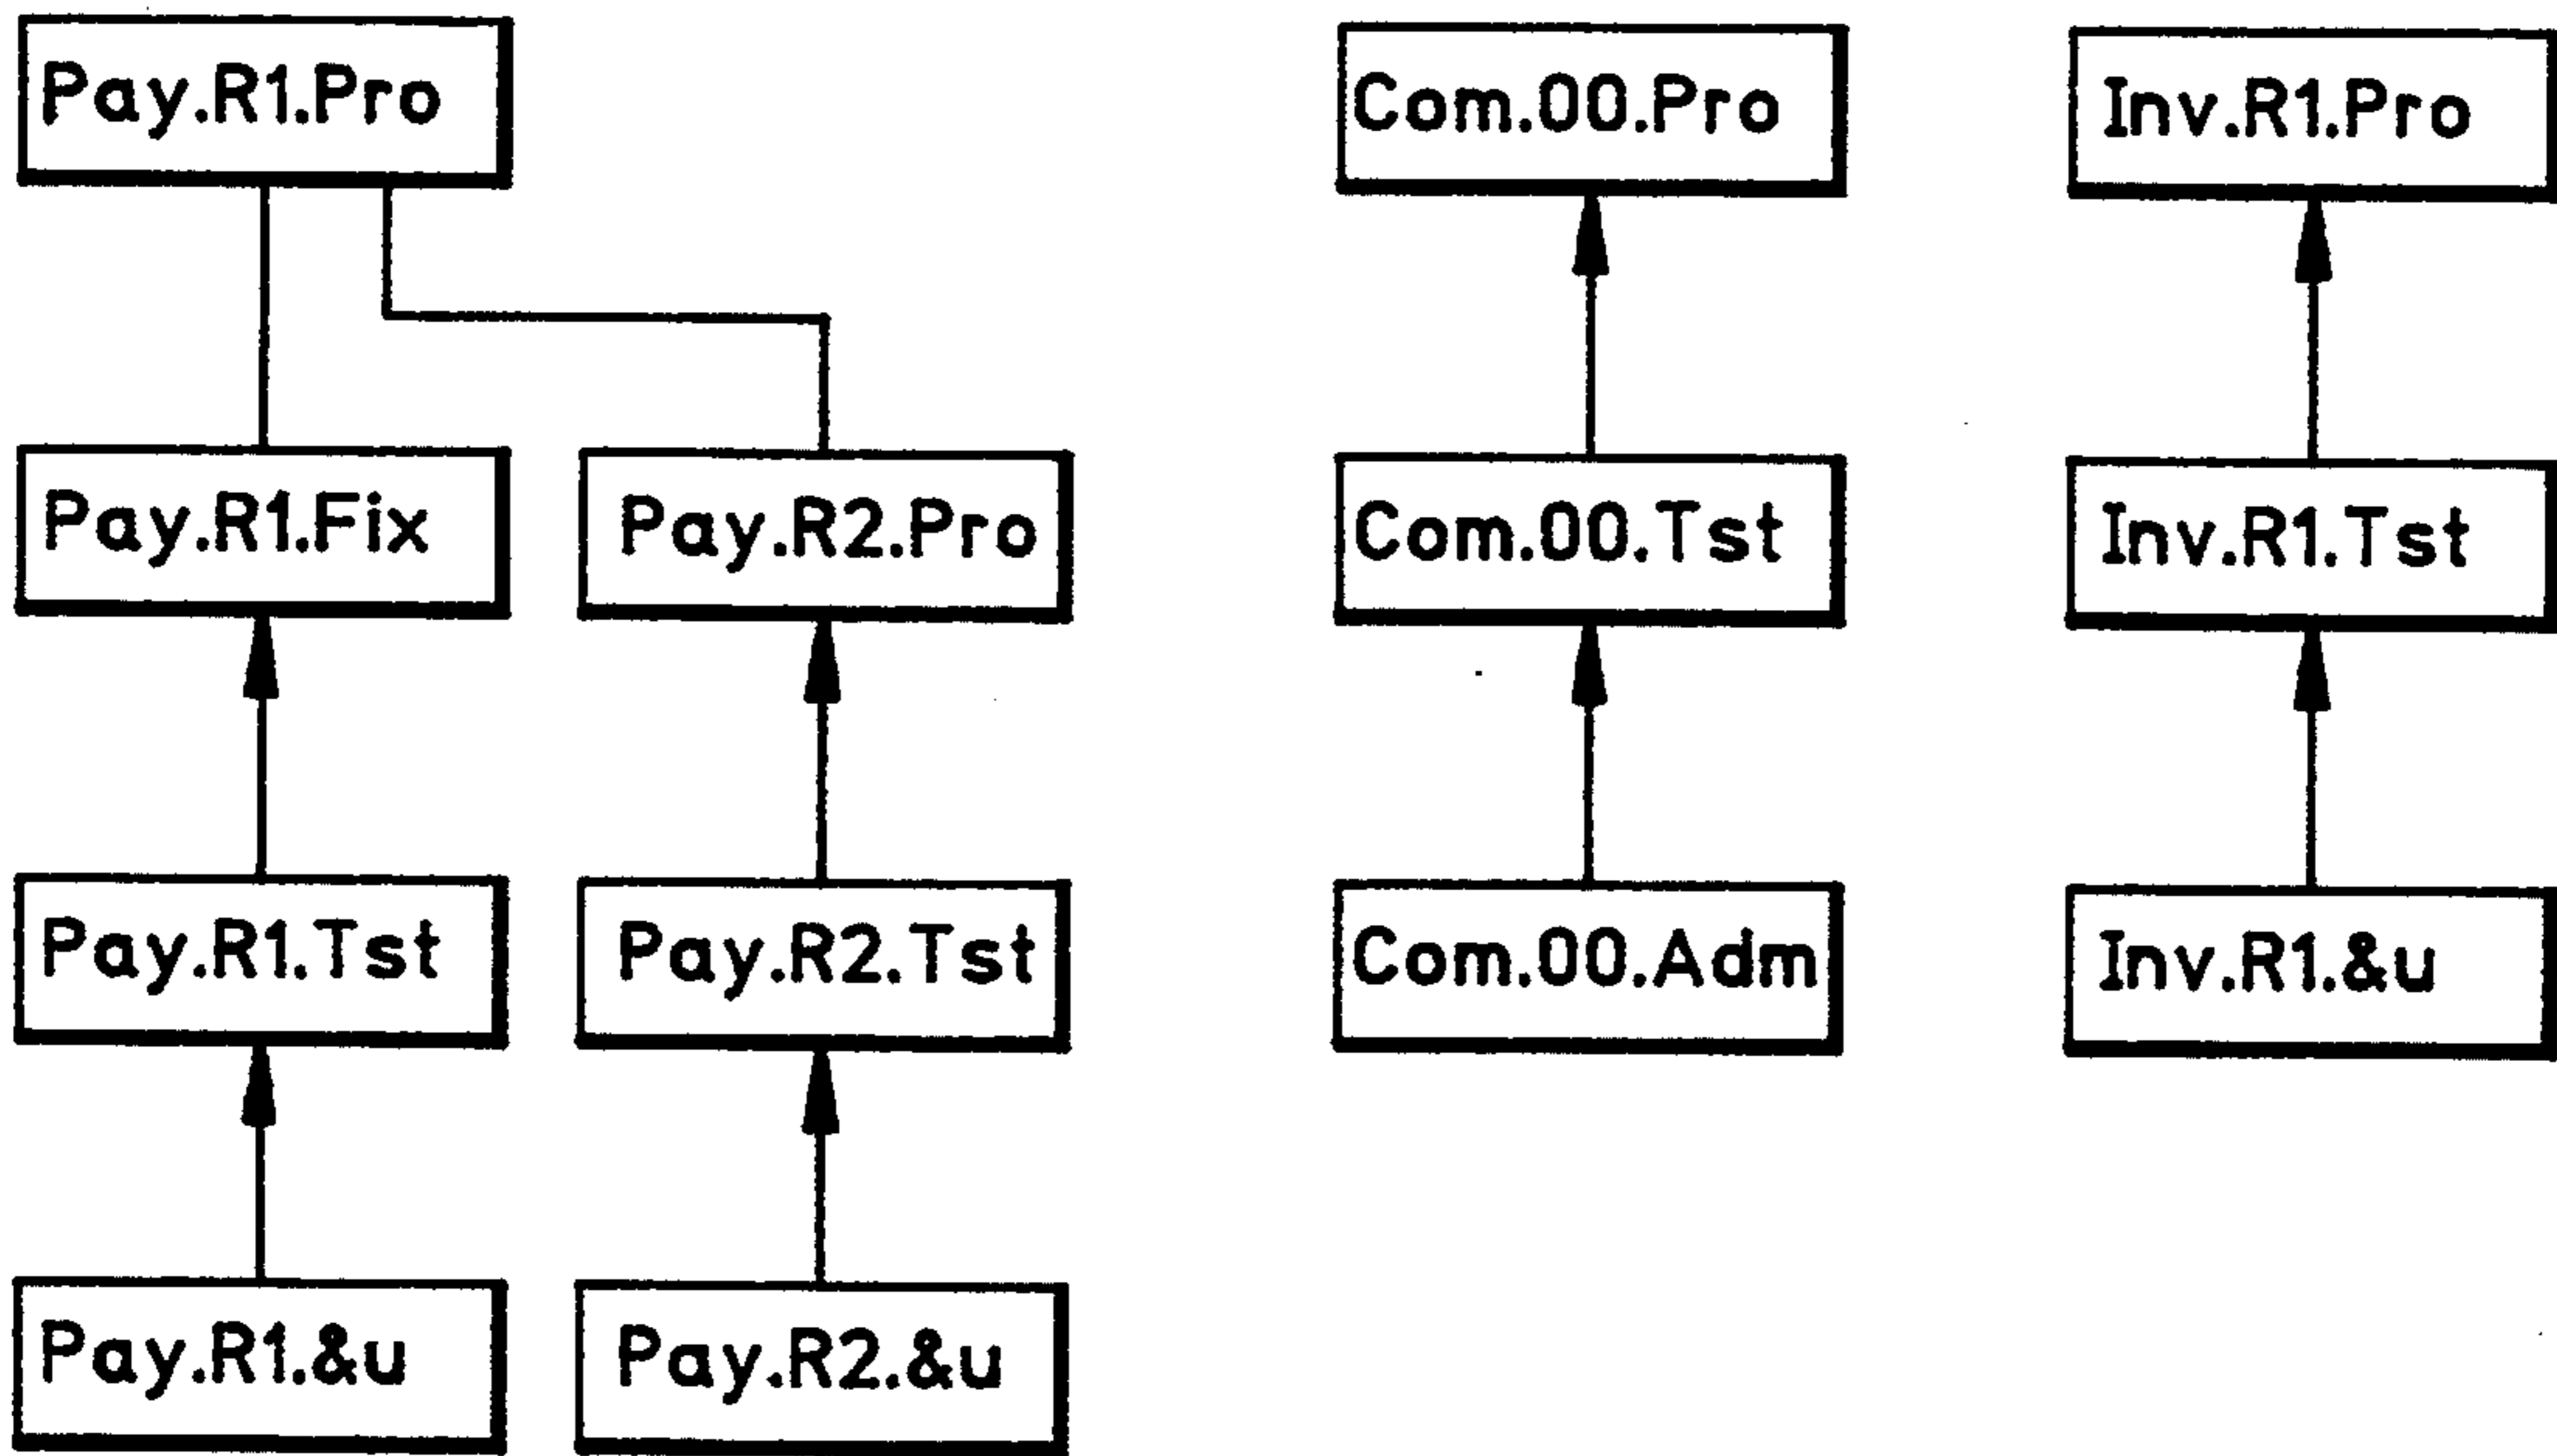 Pay.R1.Pro
Com.00.Pro
Inv.R1.Pro
Pay.R1.Fix
Pay.R2.Pro
Com.00.Tst
Inv.R1.Tst
Pay.R1.Tst
Pay.R2.Tst
Com.00.Adm
Inv.R1.&u
Pay.R1.&u
Pay.R2.&u